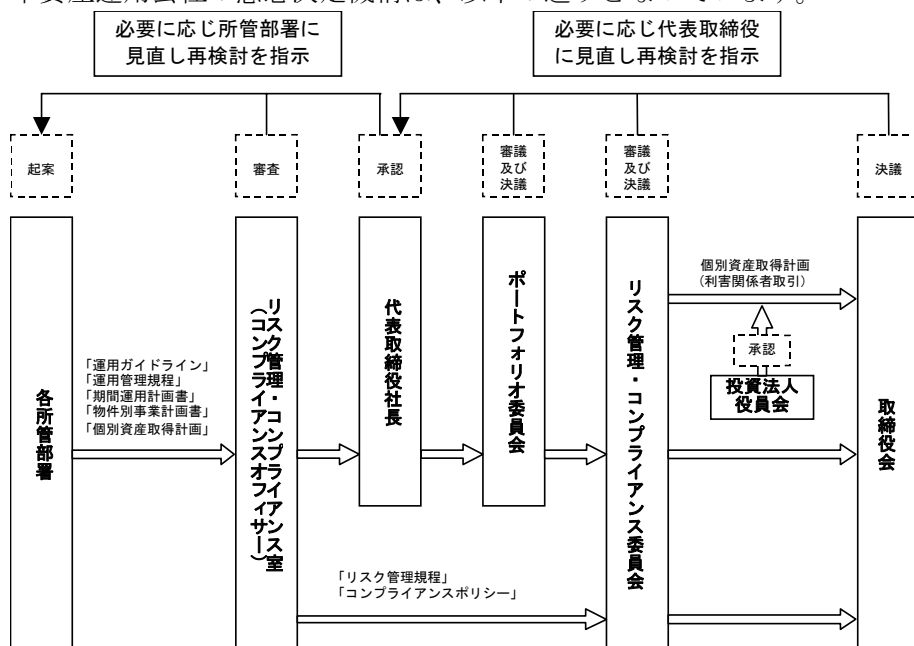 本資産運用会社の意思決定機構は、以下の通りとなっています。
必要に応じ所管部署に
見直し再検討を指示
必要に応じ代表取締役
に見直し再検討を指示
起案
審査
承認
審議
及び
決議
審議
及び
決議
決議
各所管部署
「運用ガイドライン」
「運用管理規程」
「期間運用計画書」
「物件別事業計画書」
「個別資産取得計画」
リスク管理・コンプライアンス室
(コンプライアンスオフィサー)
代表取締役社長
ポートフォリオ委員会
リスク管理・コンプライアンス委員会
個別資産取得計画
(利害関係者取引)
承認
投資法人
役員会
取締役会
「リスク管理規程」
「コンプライアンスポリシー」